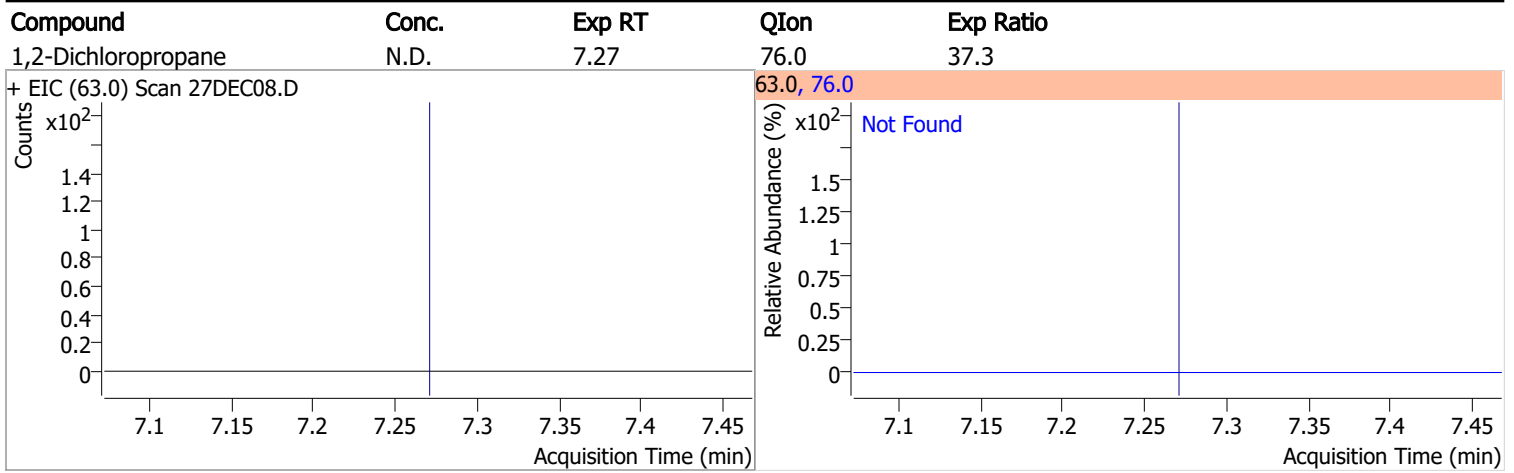 Compound Conc. Exp RT QIon Exp Ratio
1,2-Dichloropropane N.D. 7.27 76.0 37.3
+ EIC (63.0) Scan 27DEC08.D
Counts
x10²
1.4
1.2
1
0.8
0.6
0.4
0.2
0
7.1 7.15 7.2 7.25 7.3 7.35 7.4 7.45
Acquisition Time (min)
63.0, 76.0
Relative Abundance (%)
x10²
Not Found
1.5
1.25
1
0.75
0.5
0.25
0
7.1 7.15 7.2 7.25 7.3 7.35 7.4 7.45
Acquisition Time (min)